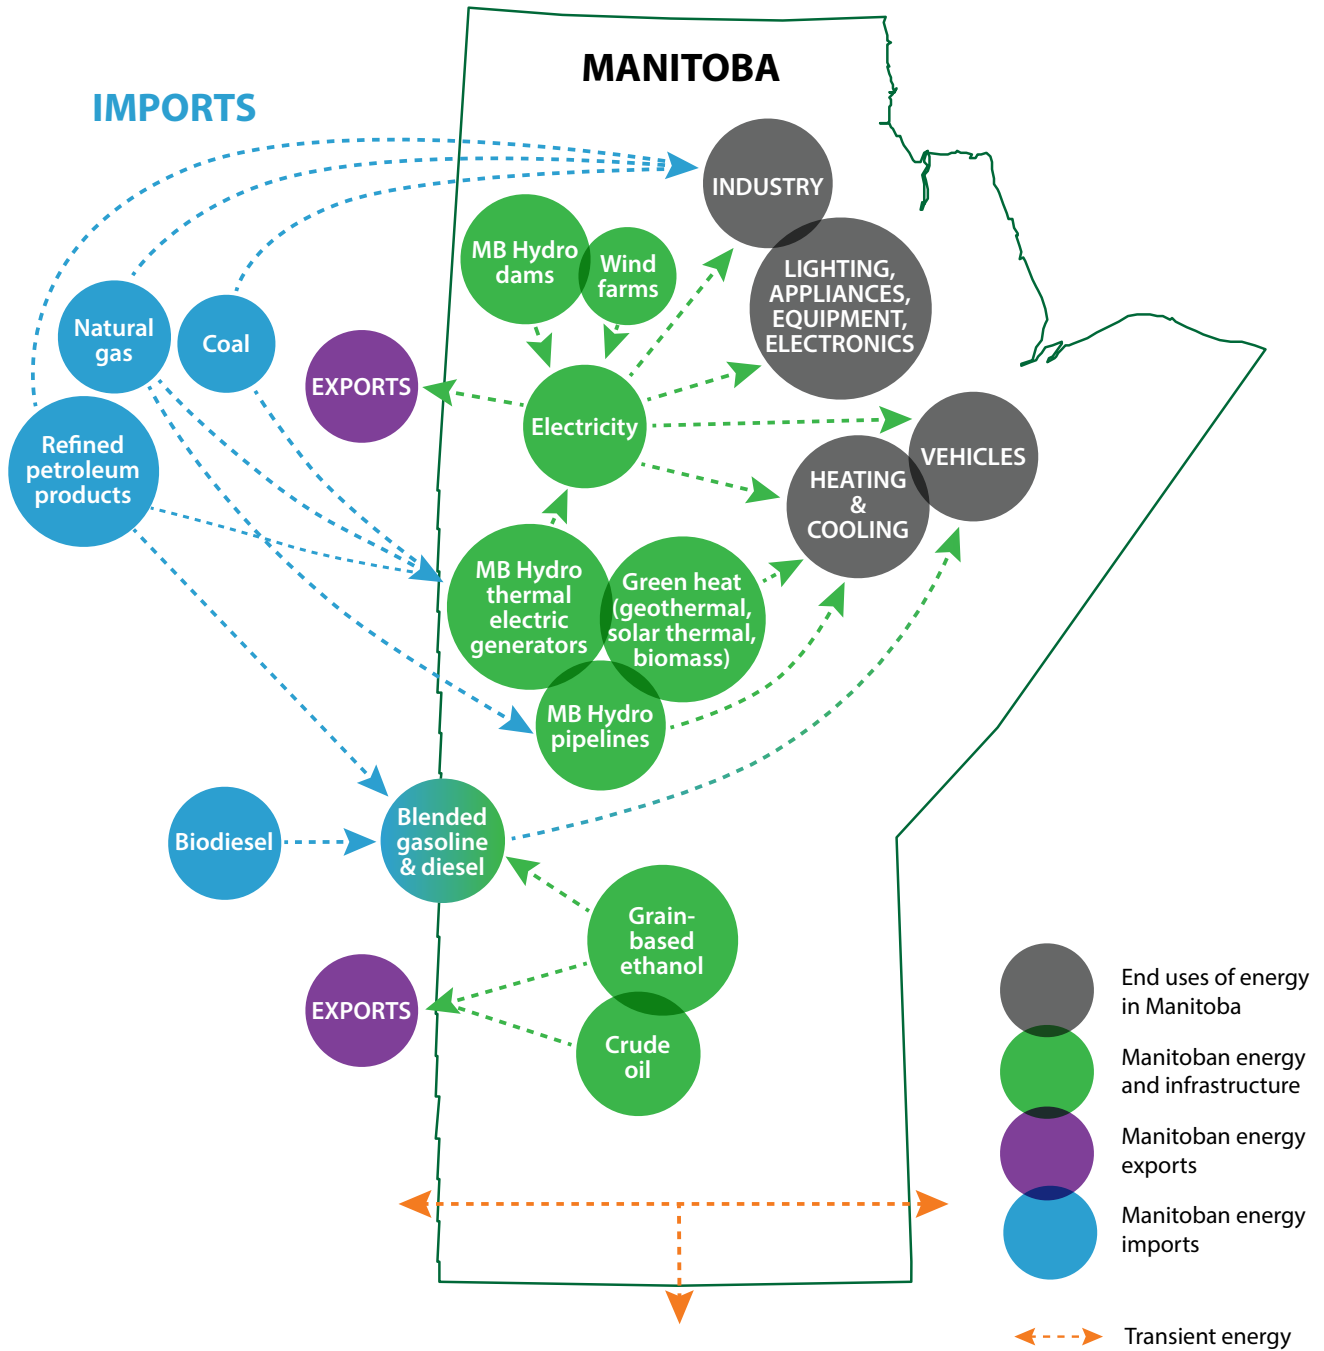 MANITOBA
IMPORTS
INDUSTRY
MB Hydro
dams
Wind
farms
LIGHTING,
APPLIANCES,
EQUIPMENT,
ELECTRONICS
Natural
gas
Coal
EXPORTS
Electricity
Refined
petroleum
products
VEHICLES
HEATING
&
COOLING
MB Hydro
thermal
electric
generators
Green heat
(geothermal,
solar thermal,
biomass)
MB Hydro
pipelines
Biodiesel
Blended
gasoline
& diesel
Grain-
based
ethanol
EXPORTS
Crude
oil
End uses of energy
in Manitoba
Manitoban energy
and infrastructure
Manitoban energy
exports
Manitoban energy
imports
Transient energy